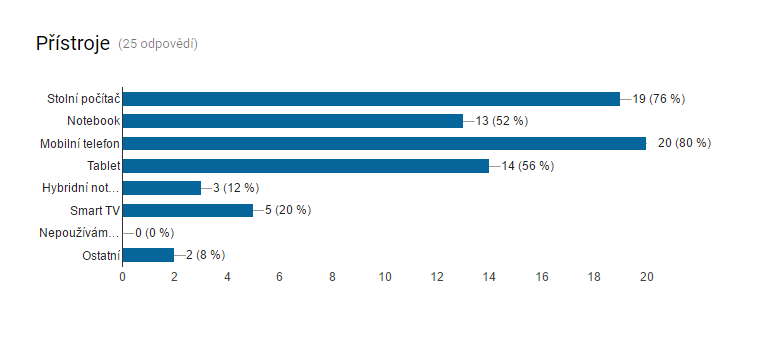 Přístroje (25 odpovědí)
Stolní počítač 19 (76 %)
Notebook 13 (52 %)
Mobilní telefon 20 (80 %)
Tablet 14 (56 %)
Hybridní not… 3 (12 %)
Smart TV 5 (20 %)
Nepoužívám… 0 (0 %)
Ostatní 2 (8 %)
0 2 4 6 8 10 12 14 16 18 20